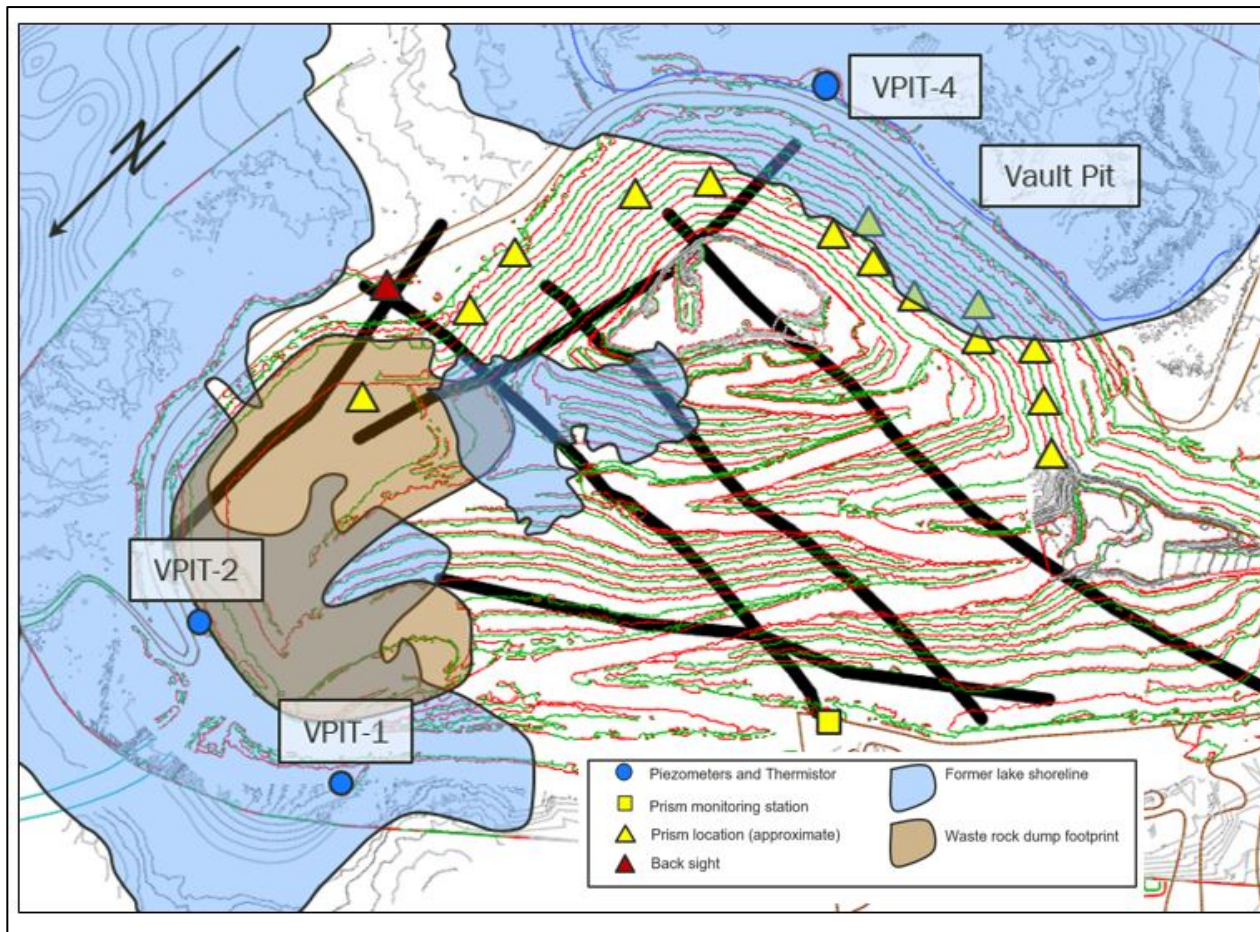 N
VPIT-4
Vault Pit
VPIT-2
VPIT-1
Piezometers and Thermistor
Prism monitoring station
Prism location (approximate)
Back sight
Former lake shoreline
Waste rock dump footprint